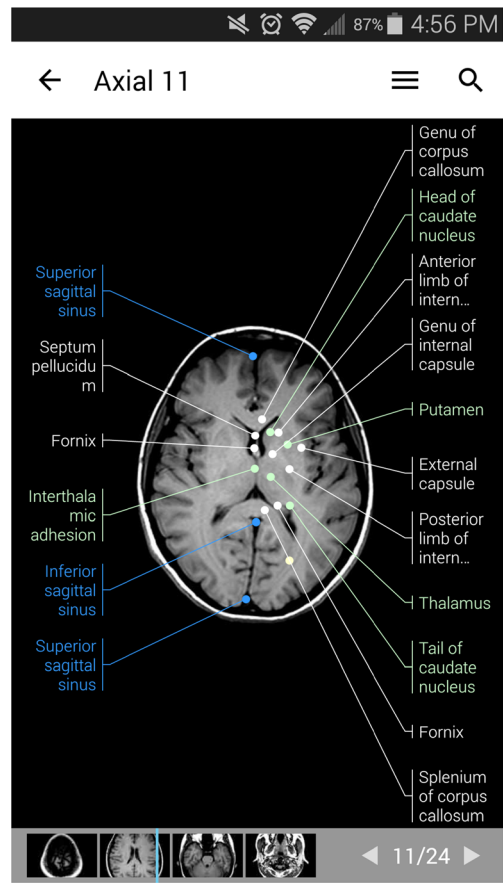 87% 4:56 PM
Axial 11
Genu of
corpus
callosum
Head of
caudate
nucleus
Anterior
limb of
intern...
Genu of
internal
capsule
Putamen
External
capsule
Posterior
limb of
intern...
Thalamus
Tail of
caudate
nucleus
Fornix
Splenium
of corpus
callosum
Superior
sagittal
sinus
Septum
pellucidu
m
Fornix
Interthala
mic
adhesion
Inferior
sagittal
sinus
Superior
sagittal
sinus
11/24